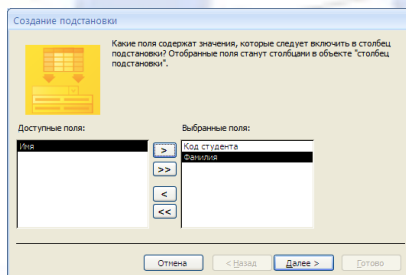 Создание подстановки
Какие поля содержат значения, которые следует включить в столбец
подстановки? Отобранные поля станут столбцами в объекте "столбец
подстановки".
Доступные поля:
Выбранные поля:
Имя
Код студента
Фамилия
>
>>
<
<<
Отмена
< Назад
Далее >
Готово